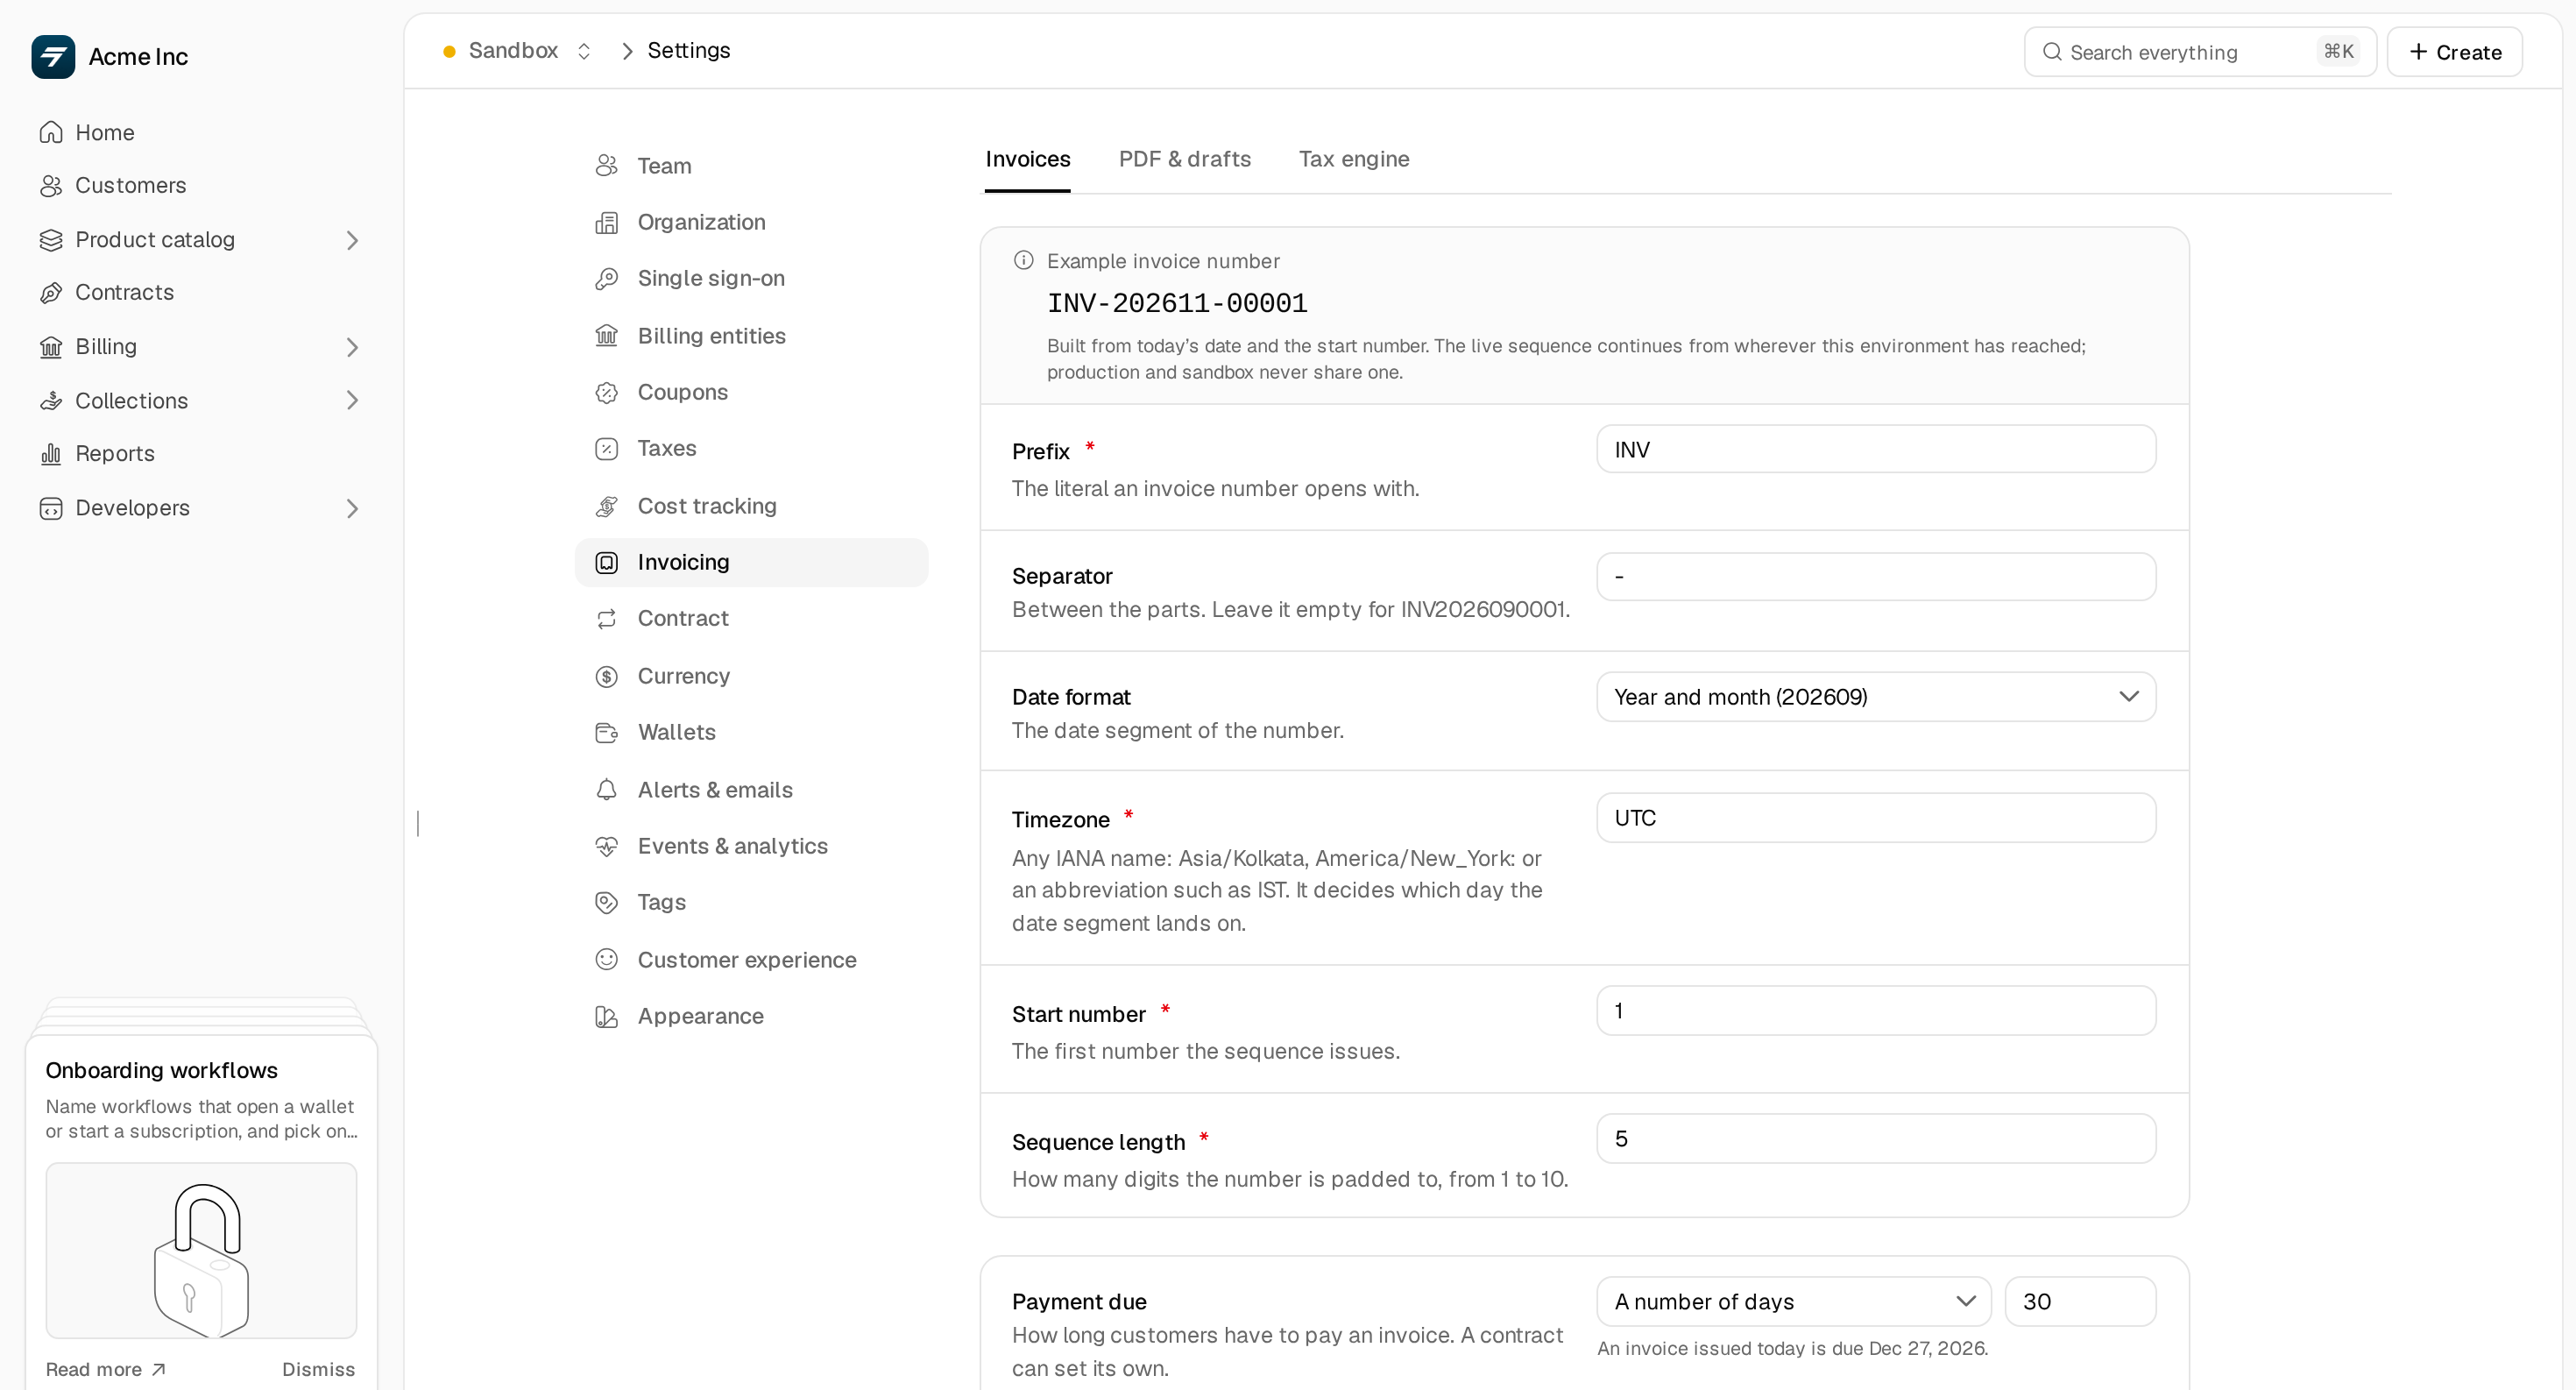 Acme Inc
Home
Customers
Product catalog
Contracts
Billing
Collections
Reports
Developers
Onboarding workflows
Name workflows that open a wallet
or start a subscription, and pick on…
Read more
Dismiss
Sandbox
Settings
Search everything
⌘K
Create
Team
Organization
Single sign-on
Billing entities
Coupons
Taxes
Cost tracking
Invoicing
Contract
Currency
Wallets
Alerts & emails
Events & analytics
Tags
Customer experience
Appearance
Invoices
PDF & drafts
Tax engine
Example invoice number
INV-202611-00001
Built from today’s date and the start number. The live sequence continues from wherever this environment has reached;
production and sandbox never share one.
Prefix *
INV
The literal an invoice number opens with.
Separator
-
Between the parts. Leave it empty for INV2026090001.
Date format
Year and month (202609)
The date segment of the number.
Timezone *
UTC
Any IANA name: Asia/Kolkata, America/New_York: or
an abbreviation such as IST. It decides which day the
date segment lands on.
Start number *
1
The first number the sequence issues.
Sequence length *
5
How many digits the number is padded to, from 1 to 10.
Payment due
A number of days
30
How long customers have to pay an invoice. A contract
can set its own.
An invoice issued today is due Dec 27, 2026.